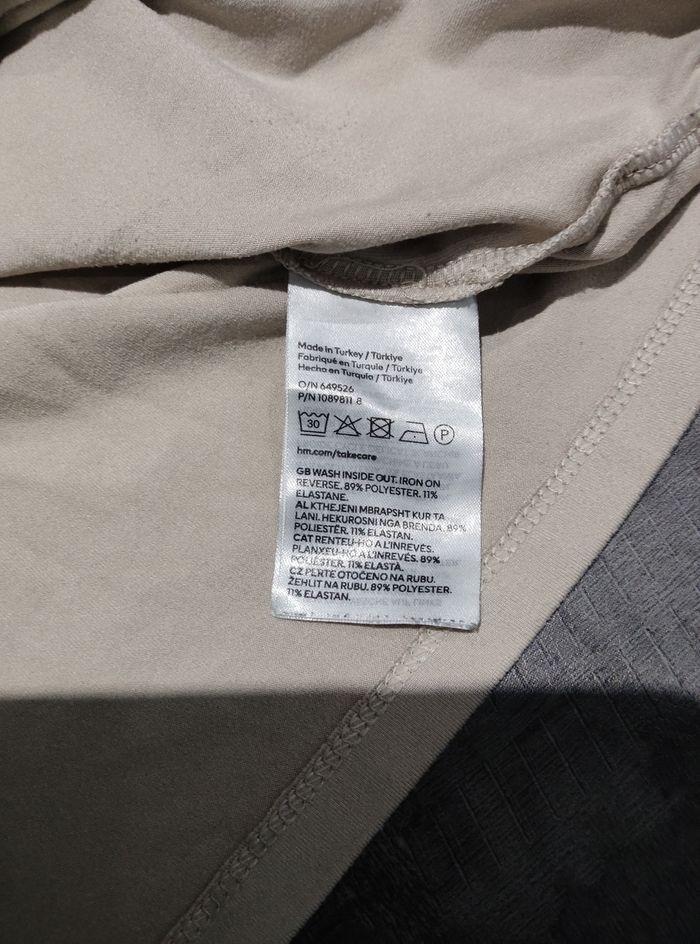 Made in Turkey / Türkiye
Fabriqué en Turquie / Türkiye
Hecho en Turquía / Türkiye
O/N 649526
P/N 1089811 8
30 P
hm.com/takecare
GB WASH INSIDE OUT. IRON ON
REVERSE. 89% POLYESTER. 11%
ELASTANE.
AL KTHEJENI MBRAPSHT KUR TA
LANI. HEKUROSNI NGA BRENDA. 89%
POLIESTËR. 11% ELASTAN.
CAT RENTEU-HO A L'INREVÉS.
PLANXEU-HO A L'INREVÉS. 89%
POLIÈSTER. 11% ELASTÀ.
CZ PERTE OTOČENO NA RUBU.
ŽEHLIT NA RUBU. 89% POLYESTER.
11% ELASTAN.